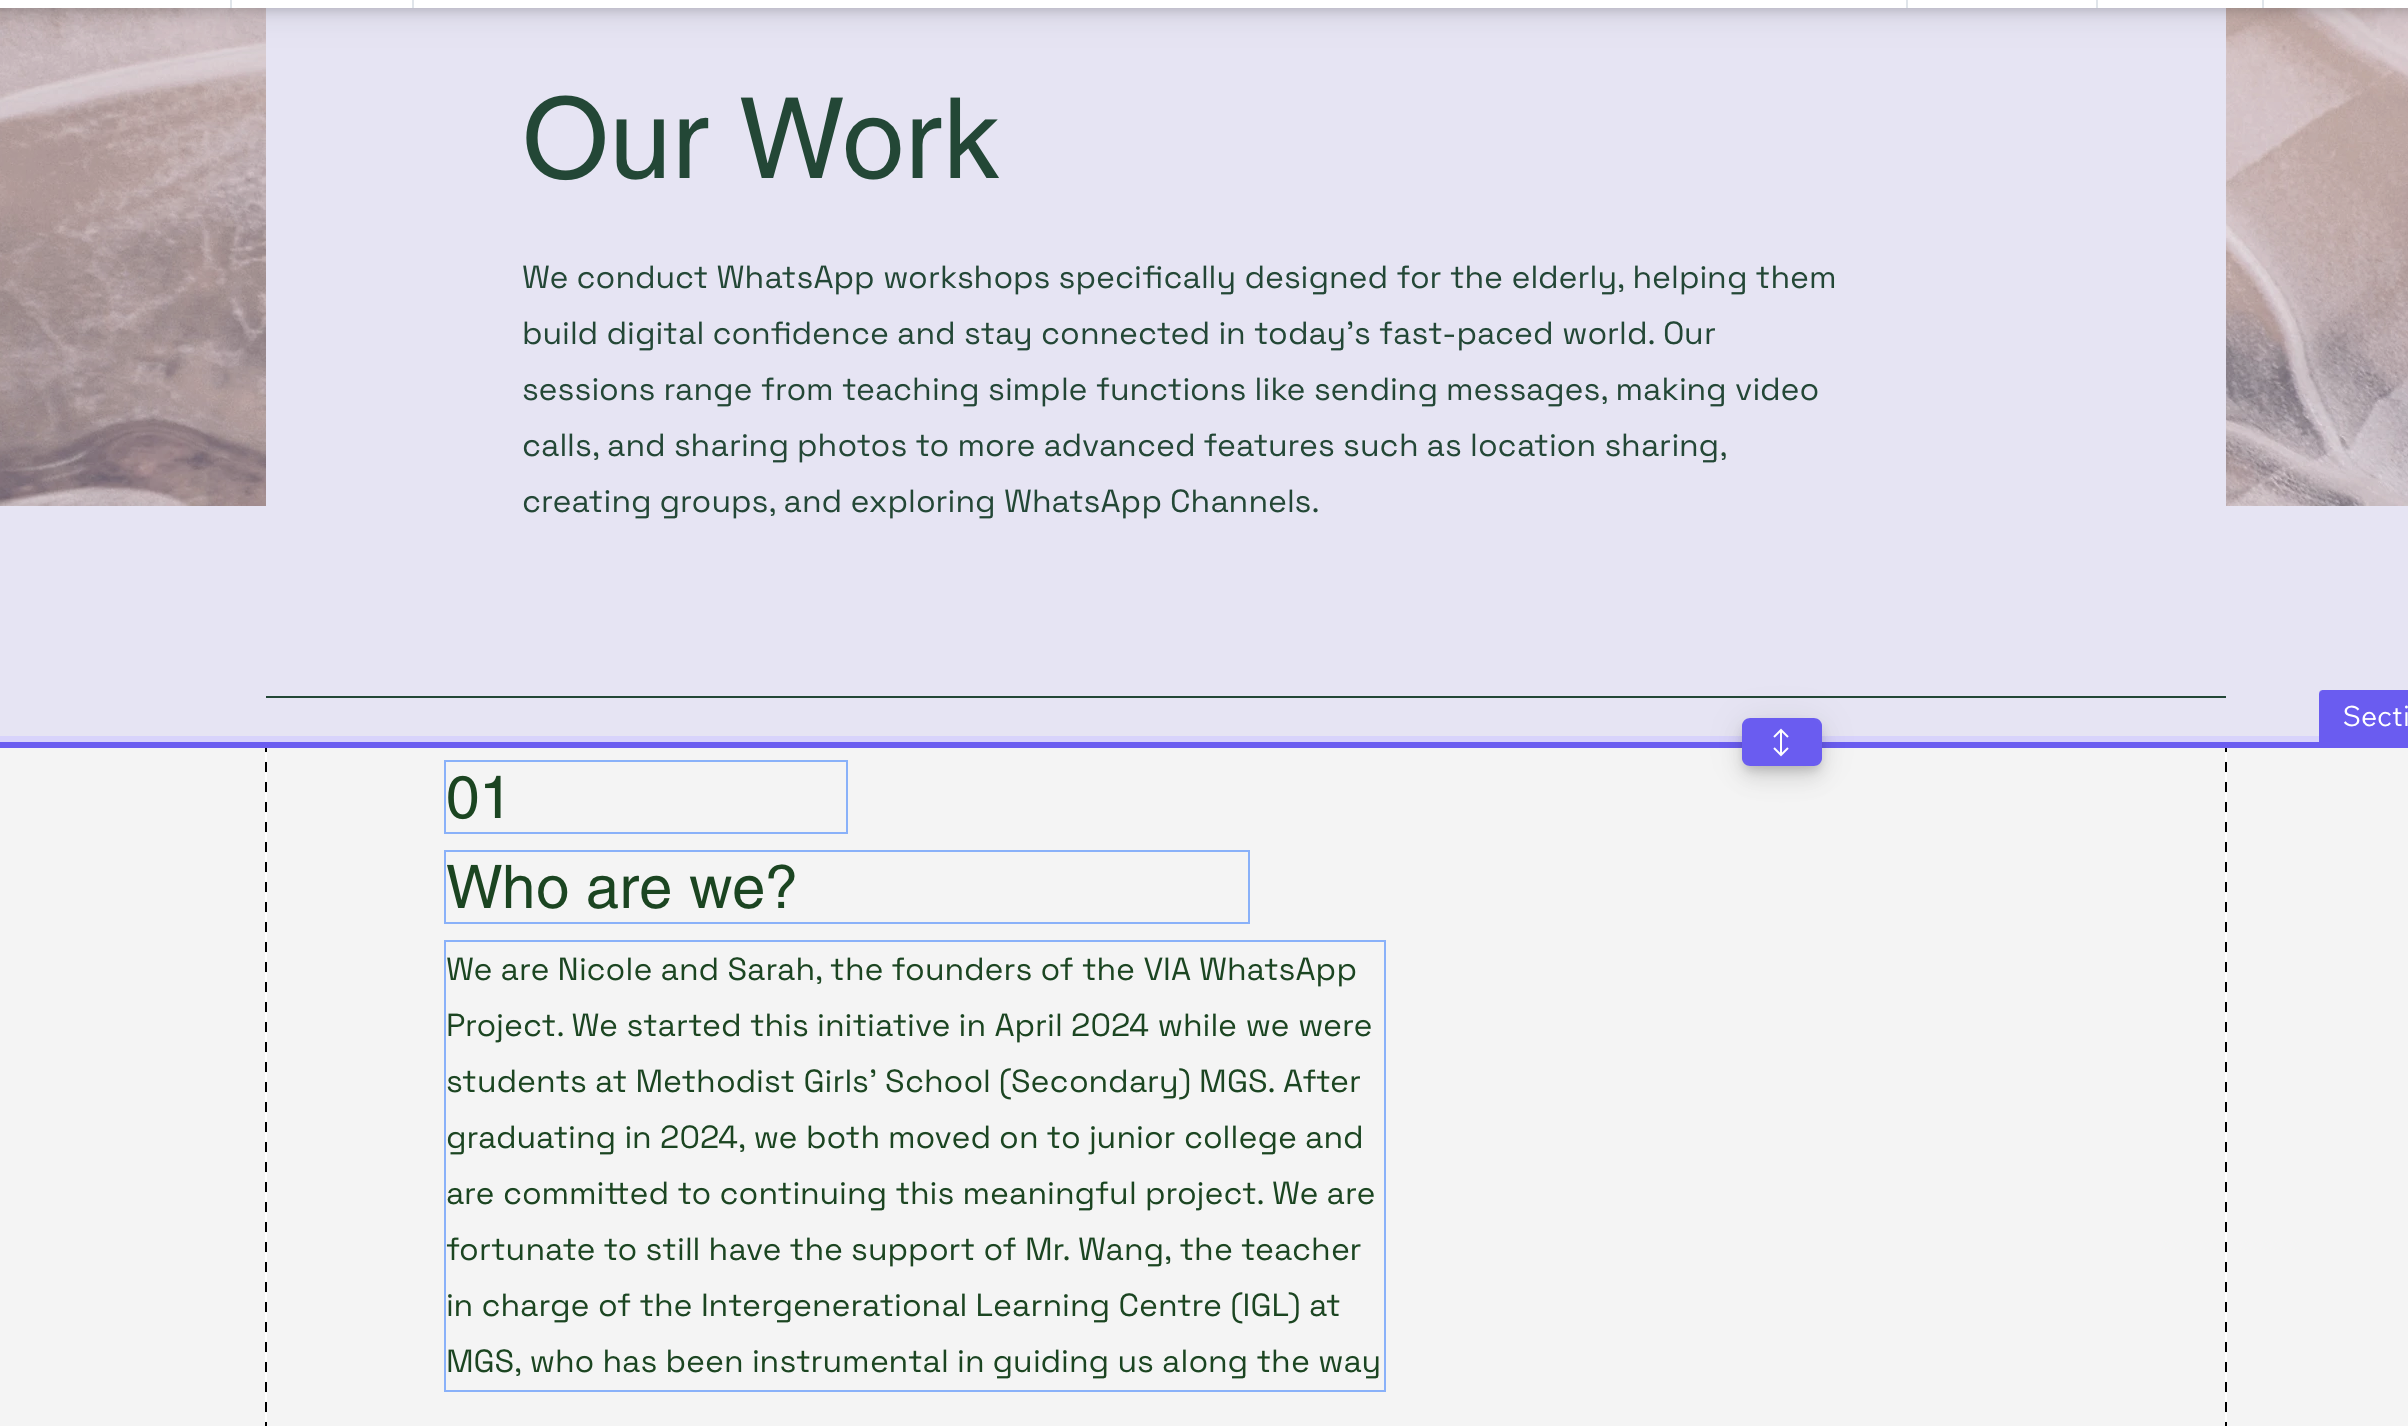 Our Work
We conduct WhatsApp workshops specifically designed for the elderly, helping them
build digital confidence and stay connected in today’s fast-paced world. Our
sessions range from teaching simple functions like sending messages, making video
calls, and sharing photos to more advanced features such as location sharing,
creating groups, and exploring WhatsApp Channels.
Secti
01
Who are we?
We are Nicole and Sarah, the founders of the VIA WhatsApp
Project. We started this initiative in April 2024 while we were
students at Methodist Girls’ School (Secondary) MGS. After
graduating in 2024, we both moved on to junior college and
are committed to continuing this meaningful project. We are
fortunate to still have the support of Mr. Wang, the teacher
in charge of the Intergenerational Learning Centre (IGL) at
MGS, who has been instrumental in guiding us along the way